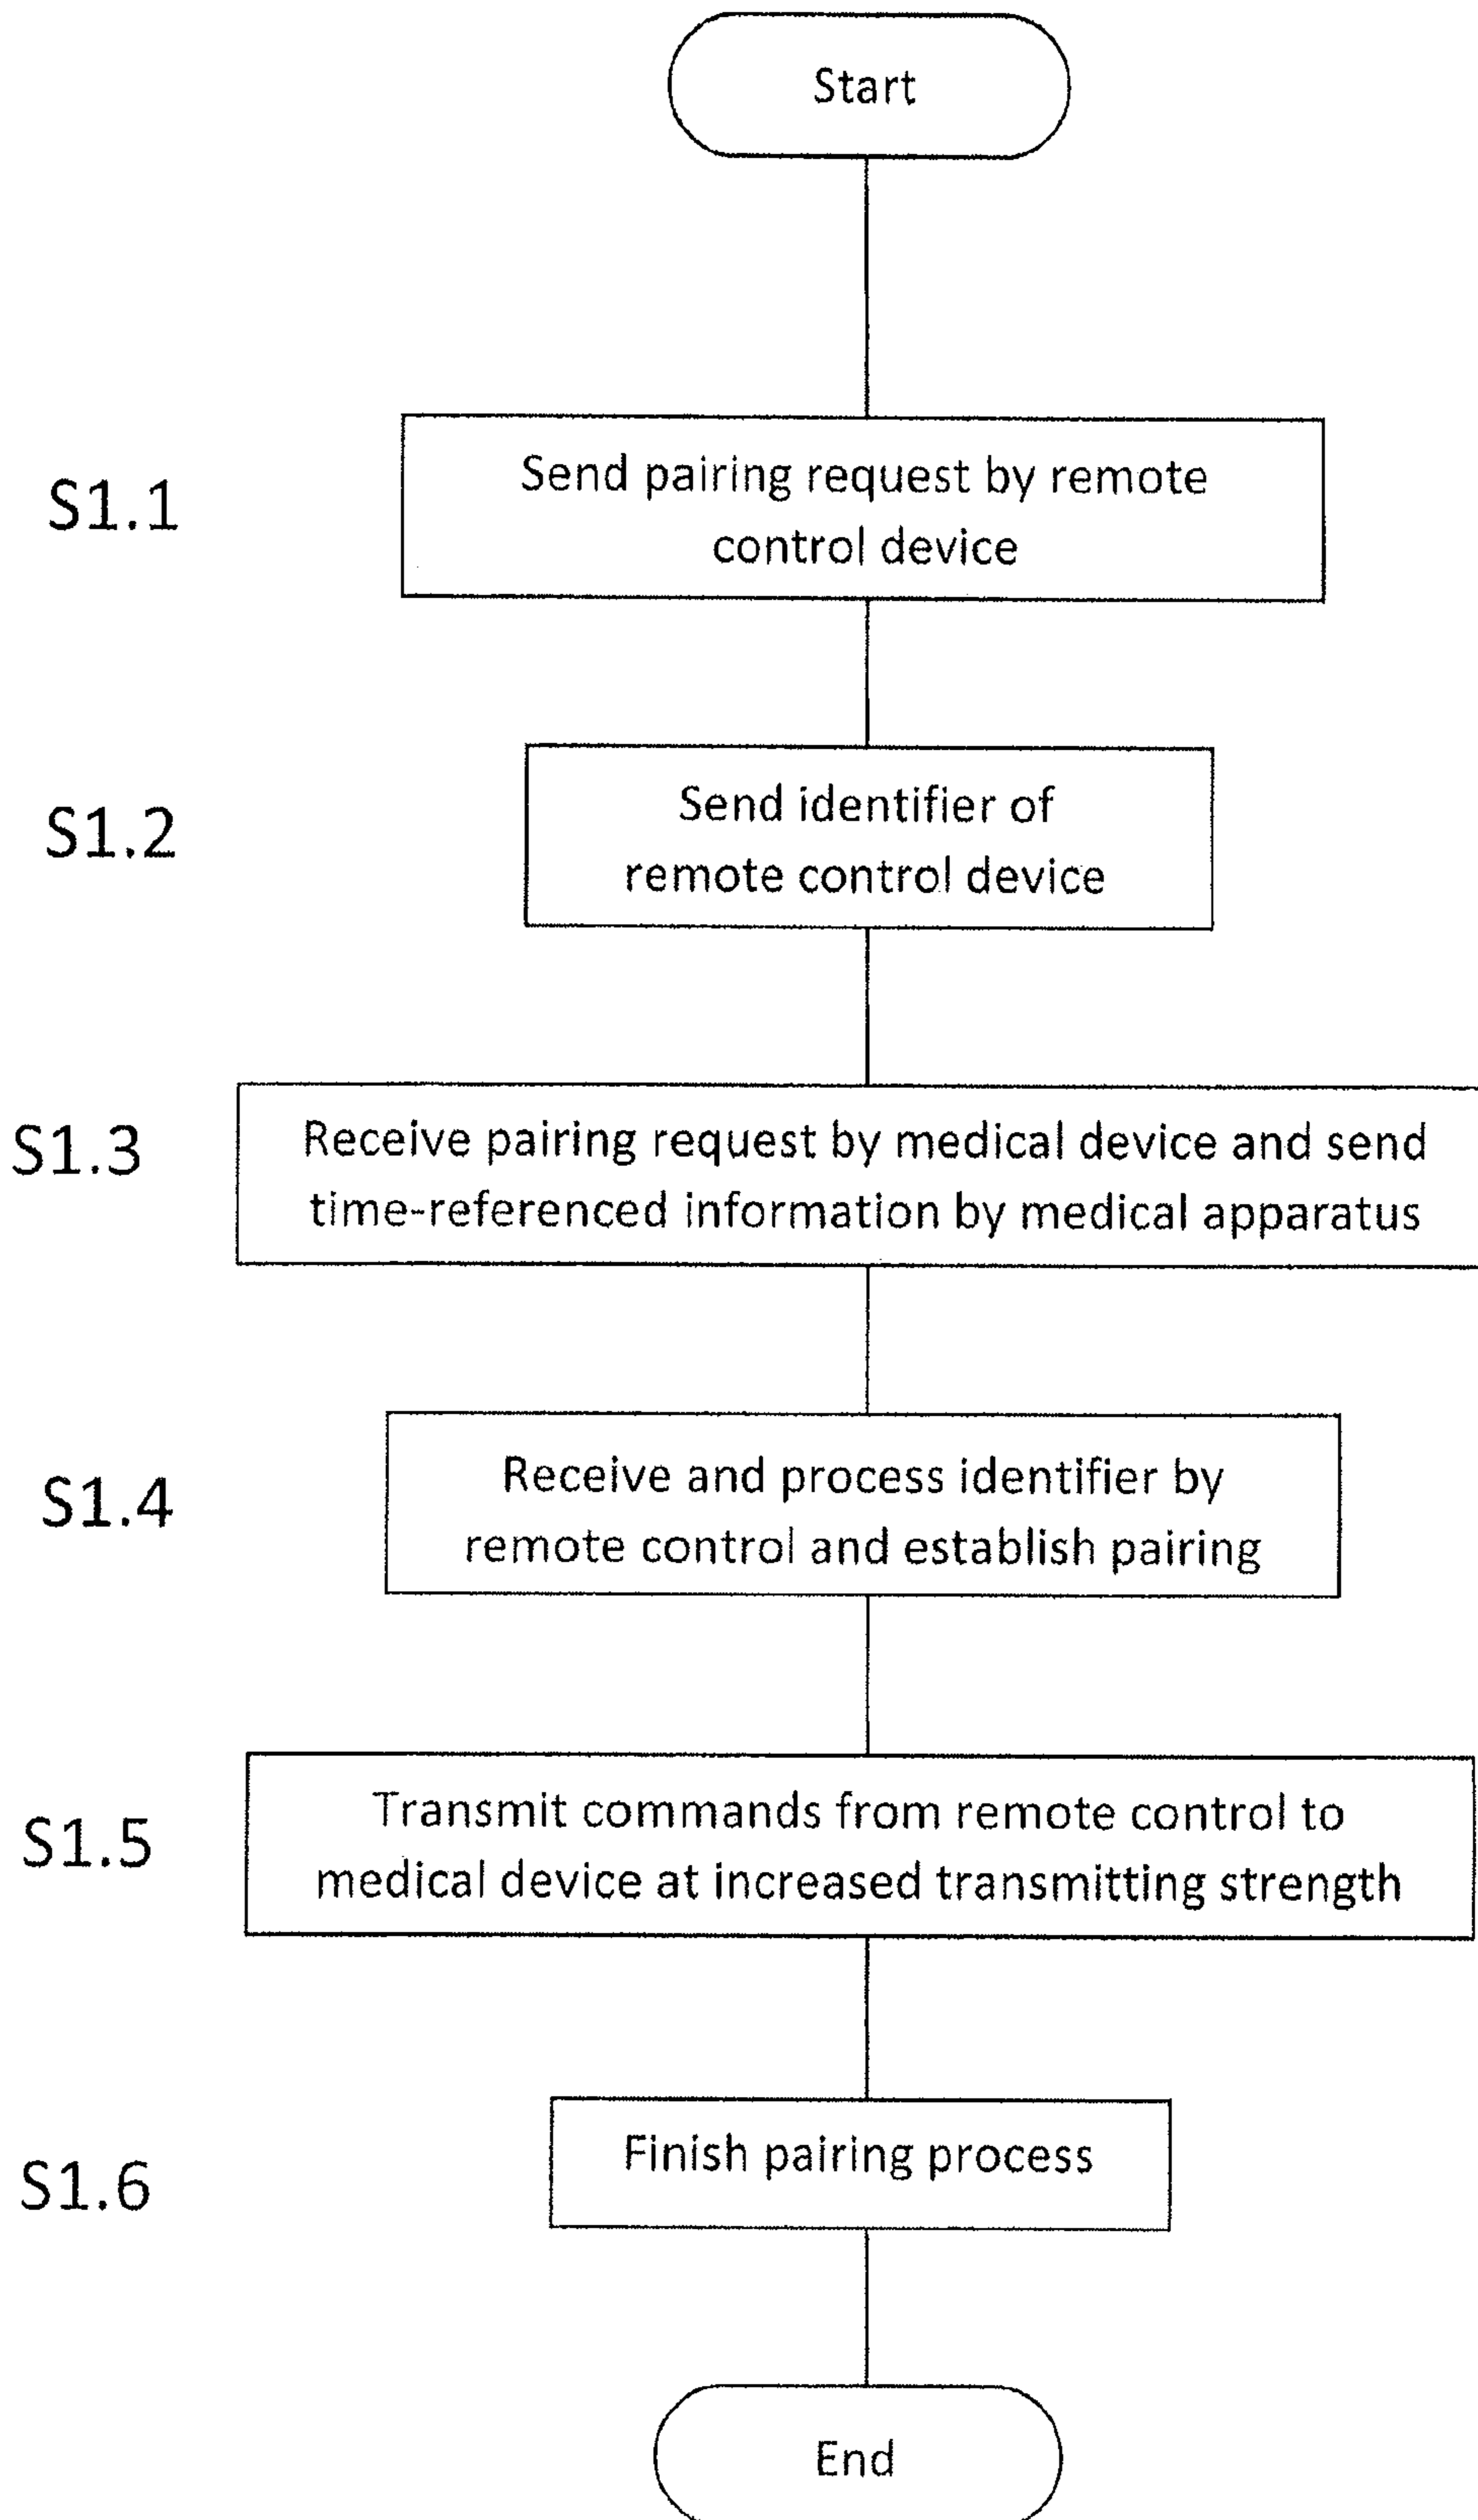 Start
S1.1
Send pairing request by remote
control device
S1.2
Send identifier of
remote control device
S1.3
Receive pairing request by medical device and send
time-referenced information by medical apparatus
S1.4
Receive and process identifier by
remote control and establish pairing
S1.5
Transmit commands from remote control to
medical device at increased transmitting strength
S1.6
Finish pairing process
End